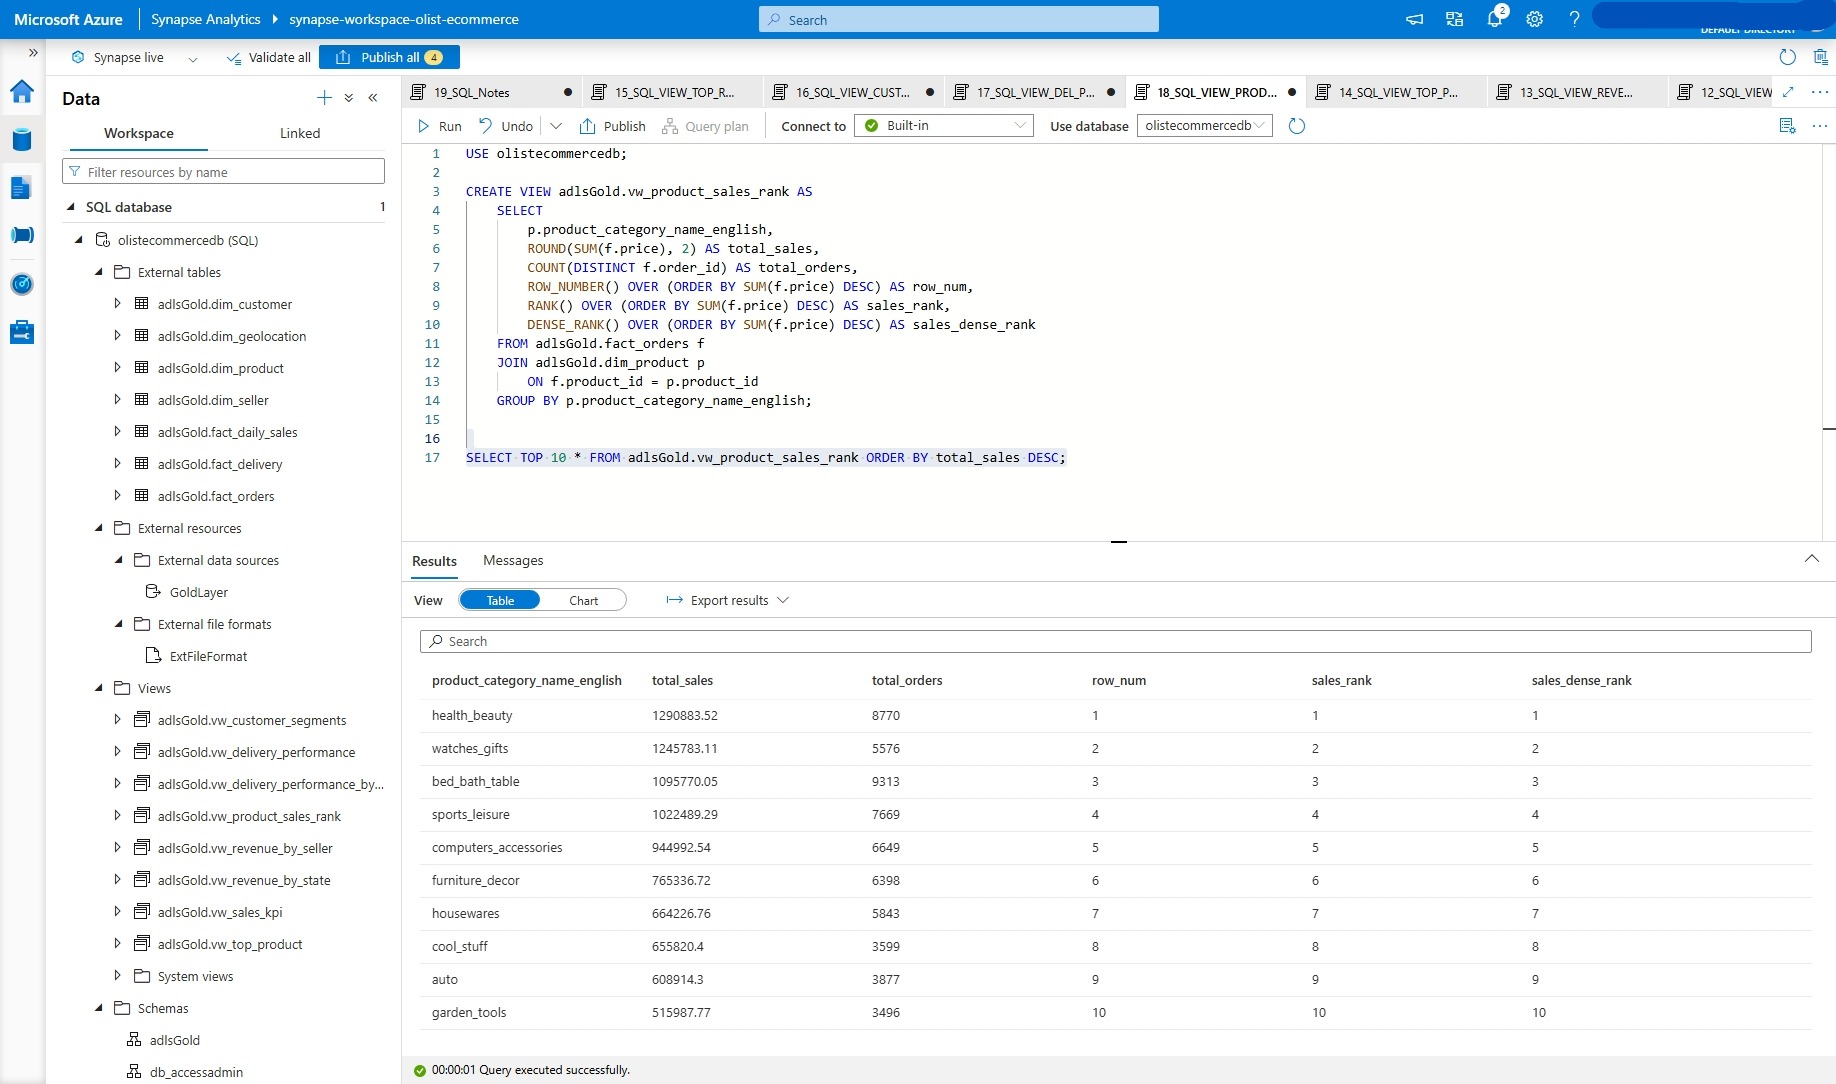 Microsoft Azure
Synapse Analytics
synapse-workspace-olist-ecommerce
Search
2
?
Synapse live
Validate all
Publish all 4
Data
Workspace
Linked
Filter resources by name
SQL database 1
olistecommercedb (SQL)
External tables
adlsGold.dim_customer
adlsGold.dim_geolocation
adlsGold.dim_product
adlsGold.dim_seller
adlsGold.fact_daily_sales
adlsGold.fact_delivery
adlsGold.fact_orders
External resources
External data sources
GoldLayer
External file formats
ExtFileFormat
Views
adlsGold.vw_customer_segments
adlsGold.vw_delivery_performance
adlsGold.vw_delivery_performance_by...
adlsGold.vw_product_sales_rank
adlsGold.vw_revenue_by_seller
adlsGold.vw_revenue_by_state
adlsGold.vw_sales_kpi
adlsGold.vw_top_product
System views
Schemas
adlsGold
db_accessadmin
19_SQL_Notes
15_SQL_VIEW_TOP_R...
16_SQL_VIEW_CUST...
17_SQL_VIEW_DEL_P...
18_SQL_VIEW_PROD...
14_SQL_VIEW_TOP_P...
13_SQL_VIEW_REVE...
12_SQL_VIEW
Run Undo Publish Query plan Connect to Built-in Use database olistecommercedb
1 USE olistecommercedb;
2
3 CREATE VIEW adlsGold.vw_product_sales_rank AS
4 SELECT
5 p.product_category_name_english,
6 ROUND(SUM(f.price), 2) AS total_sales,
7 COUNT(DISTINCT f.order_id) AS total_orders,
8 ROW_NUMBER() OVER (ORDER BY SUM(f.price) DESC) AS row_num,
9 RANK() OVER (ORDER BY SUM(f.price) DESC) AS sales_rank,
10 DENSE_RANK() OVER (ORDER BY SUM(f.price) DESC) AS sales_dense_rank
11 FROM adlsGold.fact_orders f
12 JOIN adlsGold.dim_product p
13 ON f.product_id = p.product_id
14 GROUP BY p.product_category_name_english;
15
16
17 SELECT TOP 10 * FROM adlsGold.vw_product_sales_rank ORDER BY total_sales DESC;
Results Messages
View Table Chart Export results
Search
product_category_name_english total_sales total_orders row_num sales_rank sales_dense_rank
health_beauty 1290883.52 8770 1 1 1
watches_gifts 1245783.11 5576 2 2 2
bed_bath_table 1095770.05 9313 3 3 3
sports_leisure 1022489.29 7669 4 4 4
computers_accessories 944992.54 6649 5 5 5
furniture_decor 765336.72 6398 6 6 6
housewares 664226.76 5843 7 7 7
cool_stuff 655820.4 3599 8 8 8
auto 608914.3 3877 9 9 9
garden_tools 515987.77 3496 10 10 10
00:00:01 Query executed successfully.